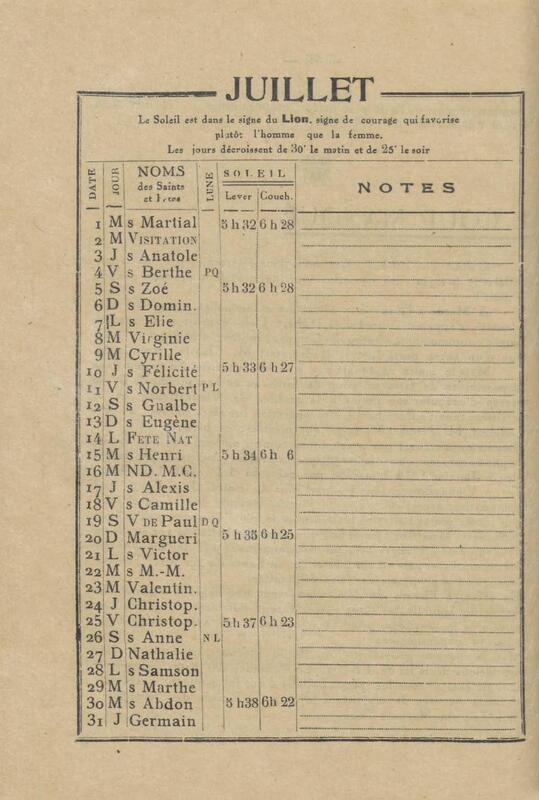 JUILLET
Le Soleil est dans le signe du Lion, signe de courage qui favorise
plutôt l'homme que la femme.
Les jours décroissent de 30' le matin et de 25' le soir
DATE JOUR NOMS des Saints et Fetes LUNE SOLEIL Lever Couch. NOTES
1 M s Martial 5 h 32 6 h 28
2 M VISITATION
3 J s Anatole
4 V s Berthe PQ
5 S s Zoé 5 h 32 6 h 28
6 D s Domin.
7 L s Elie
8 M Virginie
9 M Cyrille
10 J s Félicité 5 h 33 6 h 27
11 V s Norbert PL
12 S s Gualbe
13 D s Eugène
14 L FETE NAT
15 M s Henri 5 h 34 6 h 6
16 M ND. M.C.
17 J s Alexis
18 V s Camille
19 S V DE Paul DQ
20 D Margueri 5 h 35 6 h 25
21 L s Victor
22 M s M.-M.
23 M Valentin.
24 J Christop.
25 V Christop. 5 h 37 6 h 23
26 S s Anne NL
27 D Nathalie
28 L s Samson
29 M s Marthe
30 M s Abdon 5 h38 6h 22
31 J Germain